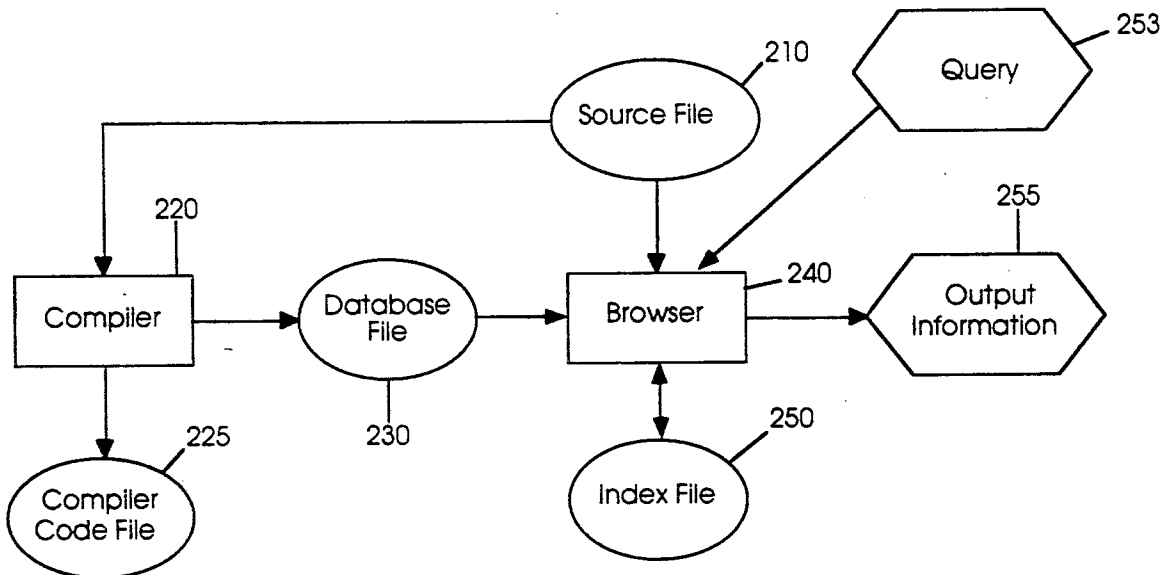 253
Query
210
Source File
220
255
Compiler
Database
File
240
Browser
Output
Information
230
225
250
Compiler
Code File
Index File